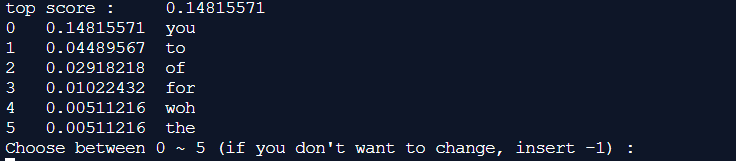 top score :     0.14815571
0   0.14815571  you
1   0.04489567  to
2   0.02918218  of
3   0.01022432  for
4   0.00511216  woh
5   0.00511216  the
Choose between 0 ~ 5 (if you don't want to change, insert -1) :